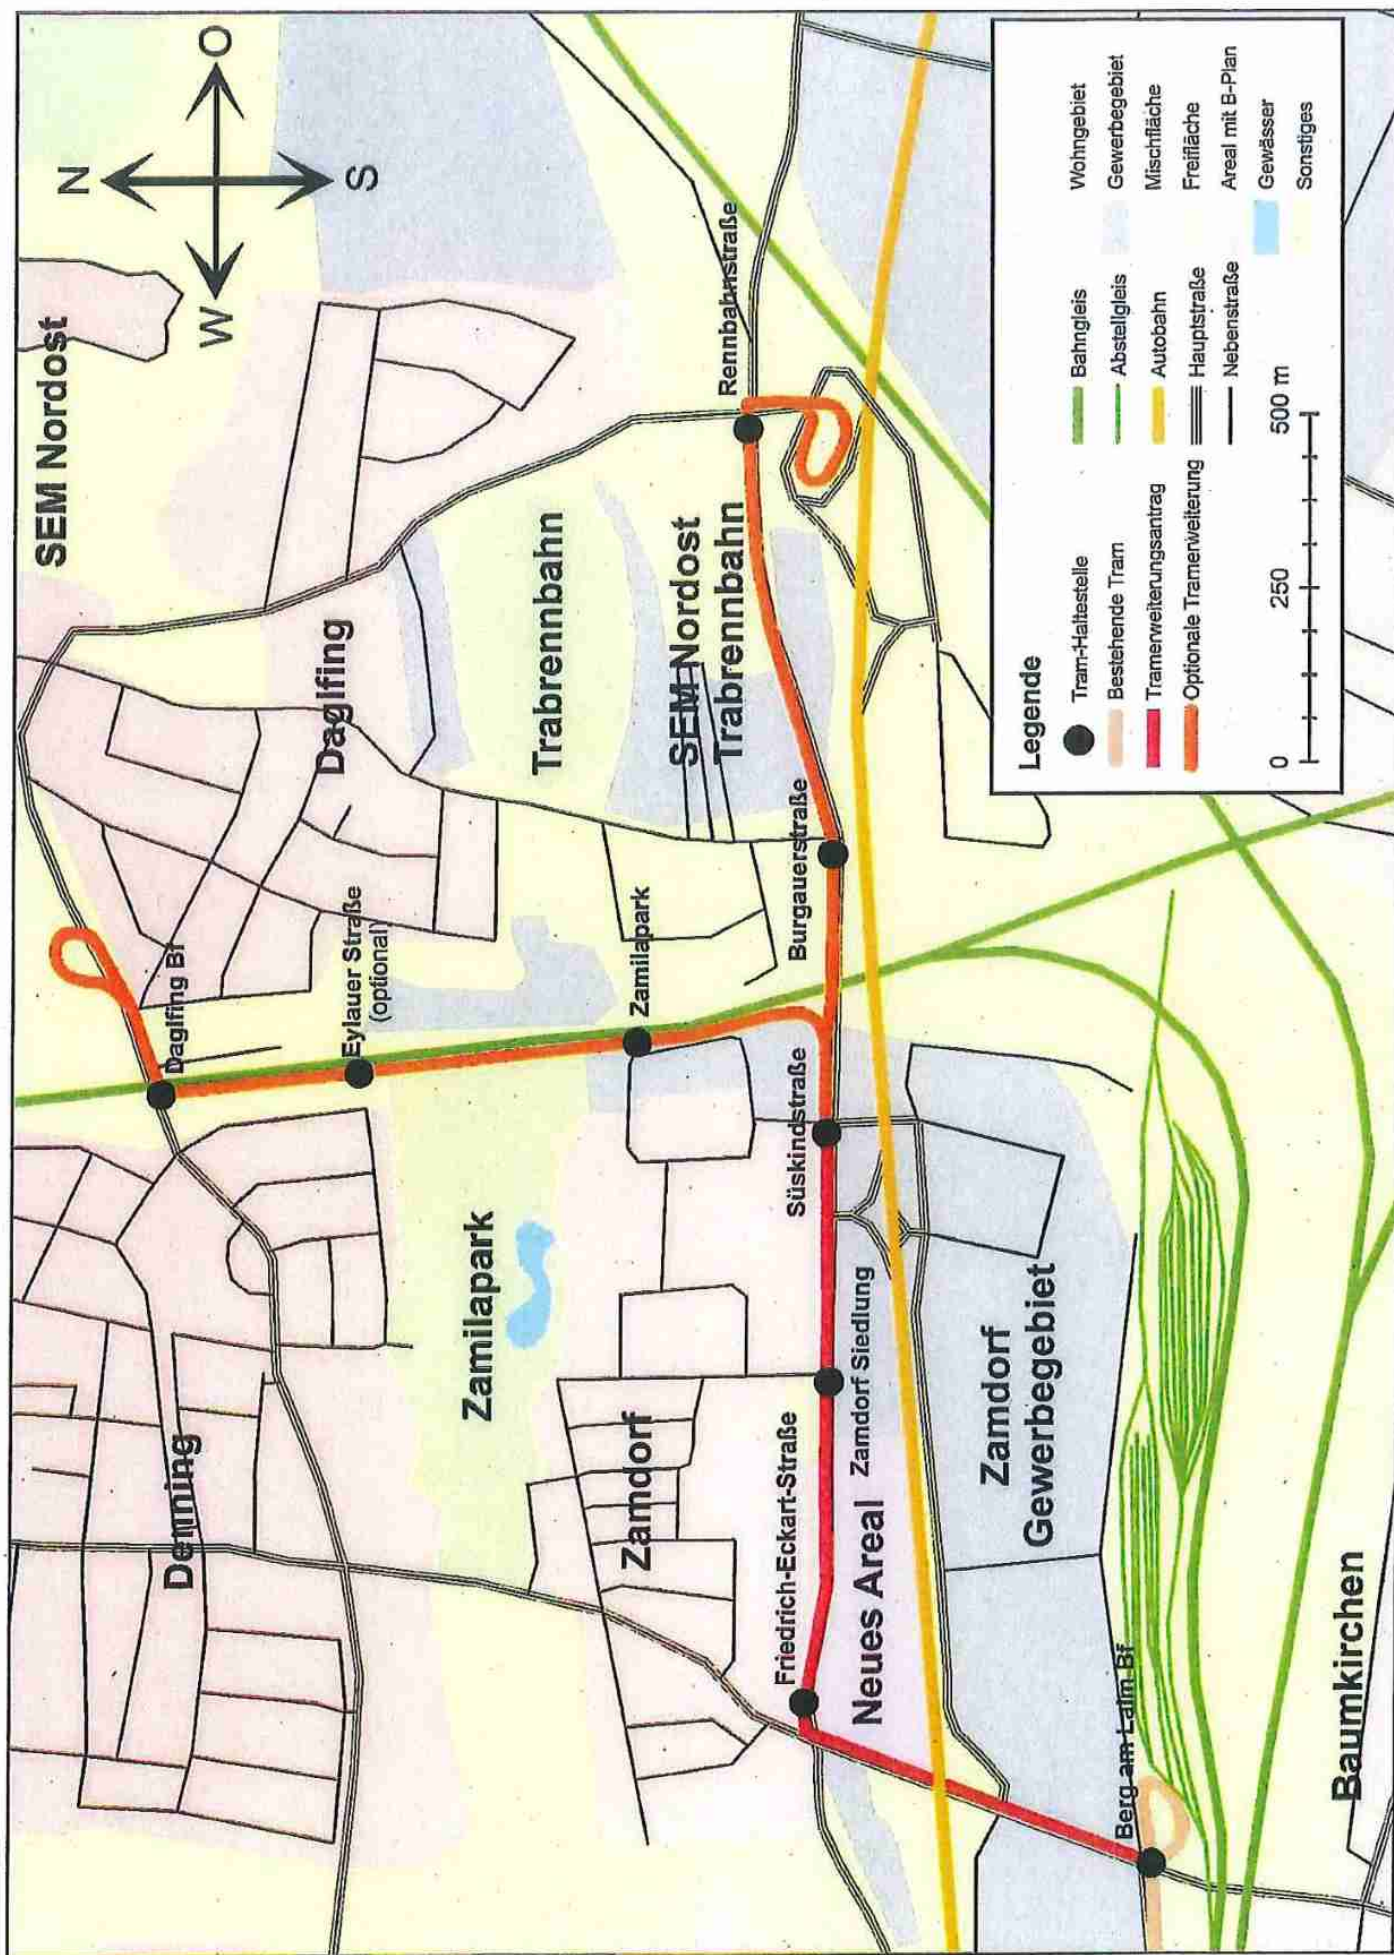 SEM Nordost
N
W
O
S
Daglfing
Trabrennbahn
SEM Nordost
Trabrennbahn
Rennbahnstraße
Daglfing Bf
Eylauer Straße
(optional)
Zamilapark
Burgauerstraße
Denning
Zamilapark
Süskindstraße
Zamdorf
Friedrich-Eckart-Straße
Zamdorf Siedlung
Neues Areal
Zamdorf
Gewerbegebiet
Berg am Laim Bf
Baumkirchen
Legende
Tram-Haltestelle
Bestehende Tram
Tramerweiterungsantrag
Optionale Tramerweiterung
Bahngleis
Abstellgleis
Autobahn
Hauptstraße
Nebenstraße
Wohngebiet
Gewerbegebiet
Mischfläche
Freifläche
Areal mit B-Plan
Gewässer
Sonstiges
0 250 500 m